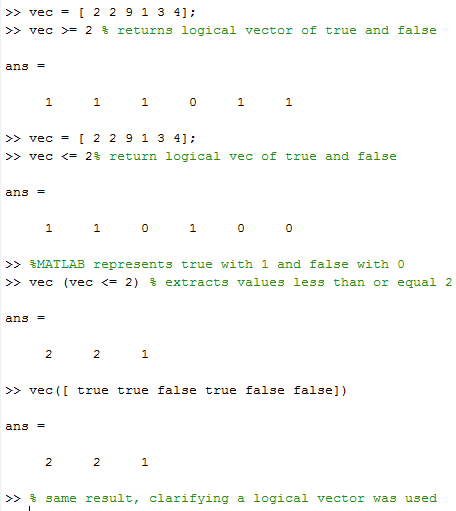 >> vec = [ 2 2 9 1 3 4];
>> vec >= 2 % returns logical vector of true and false
ans =
1 1 1 0 1 1
>> vec = [ 2 2 9 1 3 4];
>> vec <= 2% return logical vec of true and false
ans =
1 1 0 1 0 0
>> %MATLAB represents true with 1 and false with 0
>> vec (vec <= 2) % extracts values less than or equal 2
ans =
2 2 1
>> vec([ true true false true false false])
ans =
2 2 1
>> % same result, clarifying a logical vector was used